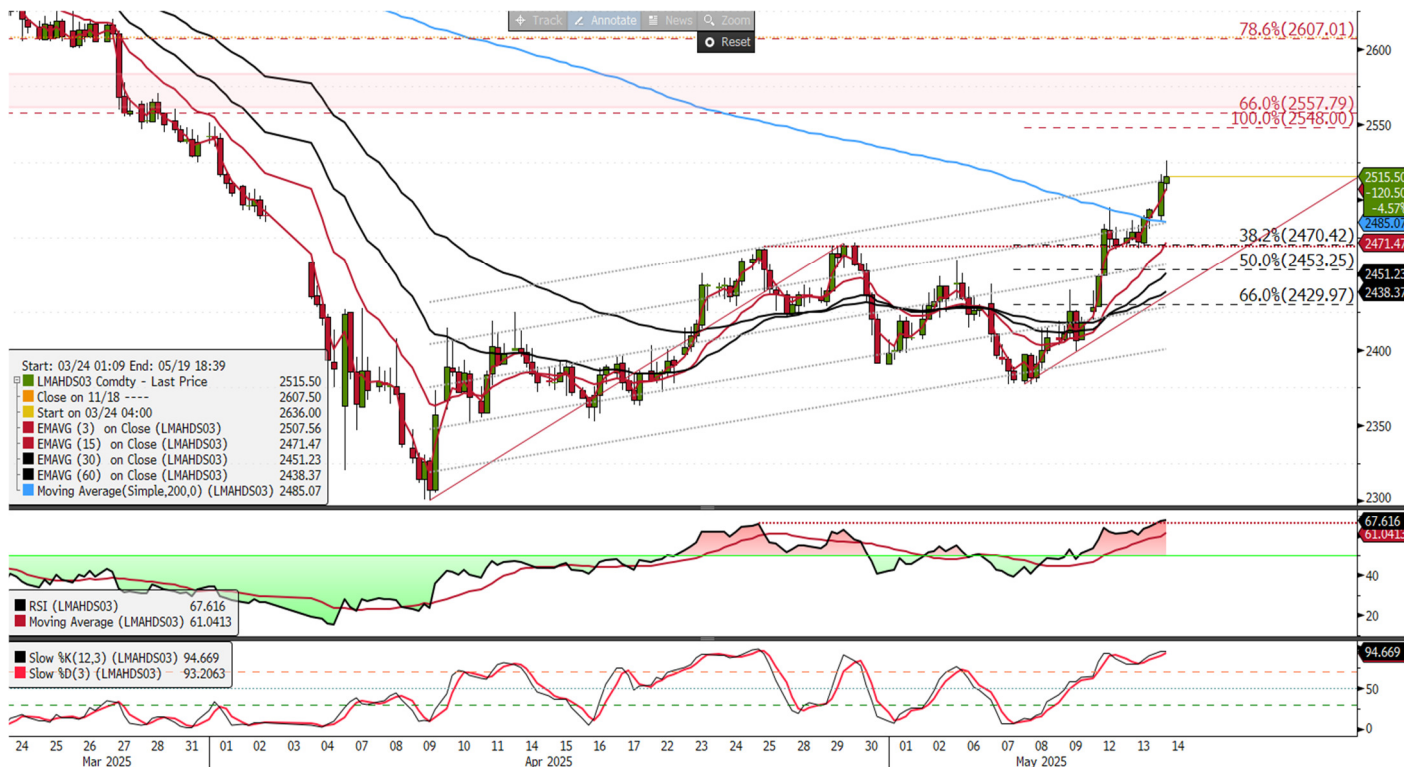 Track Annotate News Zoom
Reset
78.6%(2607.01)
2600
66.0%(2557.79)
100.0%(2548.00)
2550
2515.50
-120.50
-4.57%
2485.07
38.2%(2470.42)
2471.47
50.0%(2453.25)
2451.23
2438.37
66.0%(2429.97)
2400
2350
2300
Start: 03/24 01:09 End: 05/19 18:39
LMAHDS03 Comdty - Last Price 2515.50
Close on 11/18 ---- 2607.50
Start on 03/24 04:00 2636.00
EMAVG (3) on Close (LMAHDS03) 2507.56
EMAVG (15) on Close (LMAHDS03) 2471.47
EMAVG (30) on Close (LMAHDS03) 2451.23
EMAVG (60) on Close (LMAHDS03) 2438.37
Moving Average(Simple,200,0) (LMAHDS03) 2485.07
67.616
61.0413
40
20
RSI (LMAHDS03) 67.616
Moving Average (LMAHDS03) 61.0413
Slow %K(12,3) (LMAHDS03) 94.669
Slow %D(3) (LMAHDS03) 93.2063
94.669
50
0
24 25 26 27 28 31 01 02 03 04 07 08 09 10 11 14 15 16 17 22 23 24 25 28 29 30 01 02 06 07 08 09 12 13 14
Mar 2025 Apr 2025 May 2025